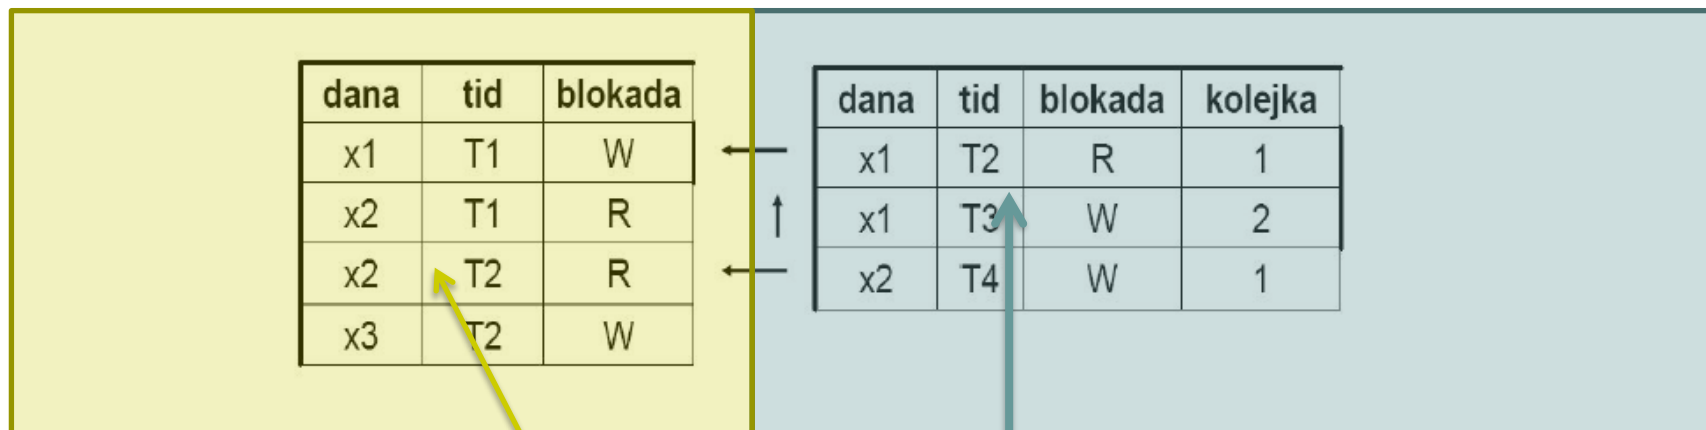 dana tid blokada
x1 T1 W
x2 T1 R
x2 T2 R
x3 T2 W
dana tid blokada kolejka
x1 T2 R 1
x1 T3 W 2
x2 T4 W 1